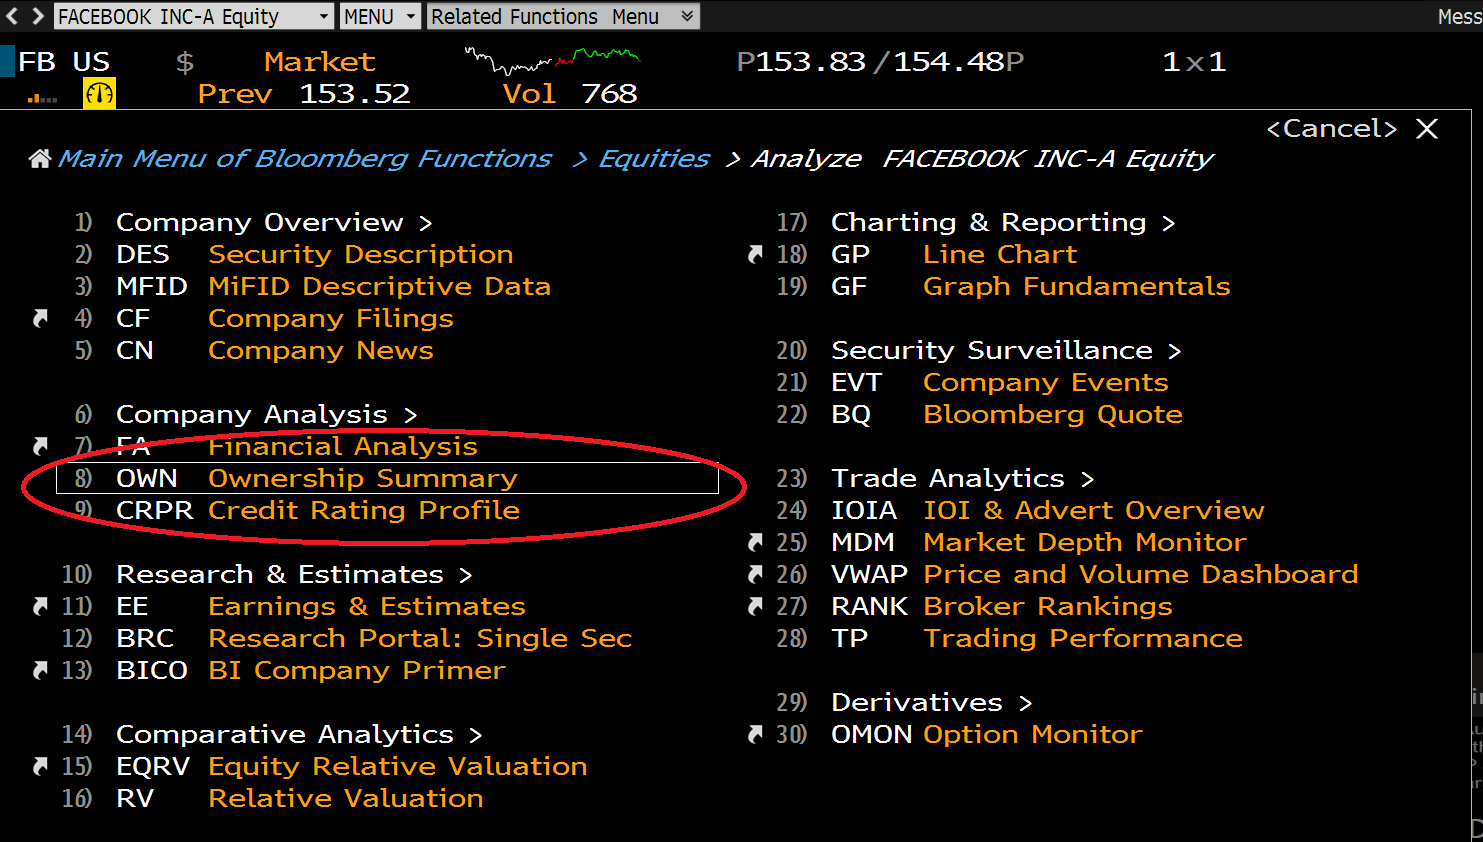 FACEBOOK INC-A Equity MENU Related Functions Menu Mess
FB US $ Market P153.83/154.48P 1x1
Prev 153.52 Vol 768
<Cancel> X
Main Menu of Bloomberg Functions > Equities > Analyze FACEBOOK INC-A Equity
1) Company Overview >
2) DES Security Description
3) MFID MiFID Descriptive Data
4) CF Company Filings
5) CN Company News
6) Company Analysis >
7) FA Financial Analysis
8) OWN Ownership Summary
9) CRPR Credit Rating Profile
10) Research & Estimates >
11) EE Earnings & Estimates
12) BRC Research Portal: Single Sec
13) BICO BI Company Primer
14) Comparative Analytics >
15) EQRV Equity Relative Valuation
16) RV Relative Valuation
17) Charting & Reporting >
18) GP Line Chart
19) GF Graph Fundamentals
20) Security Surveillance >
21) EVT Company Events
22) BQ Bloomberg Quote
23) Trade Analytics >
24) IOIA IOI & Advert Overview
25) MDM Market Depth Monitor
26) VWAP Price and Volume Dashboard
27) RANK Broker Rankings
28) TP Trading Performance
29) Derivatives >
30) OMON Option Monitor